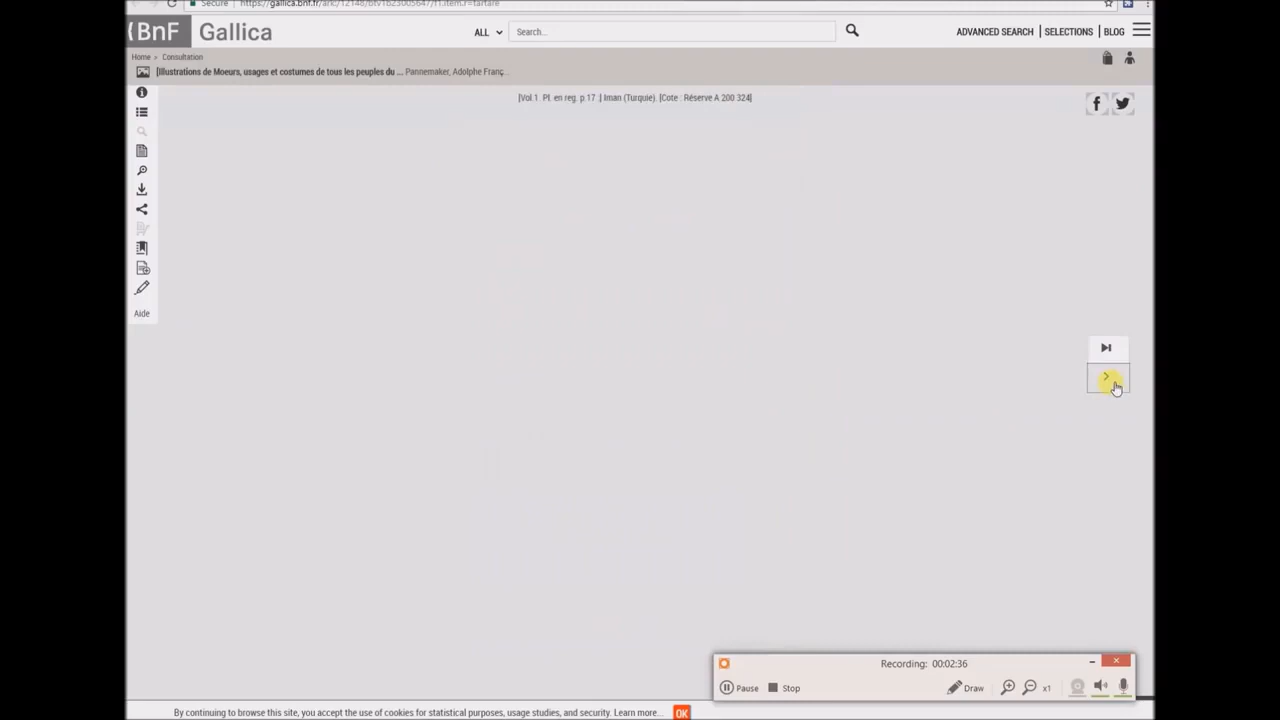 Secure
https://gallica.bnf.fr/ark:/12148/btv1b23005647/f1.item.r=tartare
BnF Gallica
ALL
Search...
ADVANCED SEARCH
SELECTIONS
BLOG
Home > Consultation
[Illustrations de Moeurs, usages et costumes de tous les peuples du ... Pannemaker, Adolphe Franç...
[Vol.1. Pl. en reg. p.17 :] Iman (Turquie). [Cote : Réserve A 200 324]
Aide
Recording: 00:02:36
Pause
Stop
Draw
x1
By continuing to browse this site, you accept the use of cookies for statistical purposes, usage studies, and security. Learn more...
OK